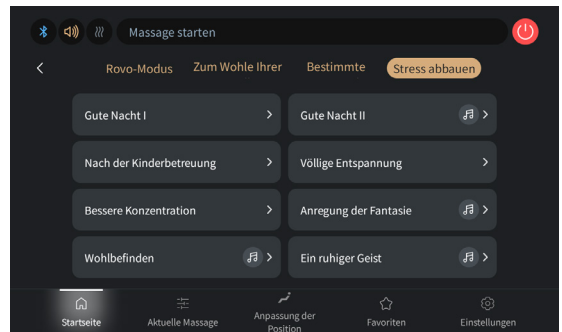 Massage starten
Rovo-Modus
Zum Wohle Ihrer
Bestimmte
Stress abbauen
Gute Nacht I
Gute Nacht II
Nach der Kinderbetreuung
Völlige Entspannung
Bessere Konzentration
Anregung der Fantasie
Wohlbefinden
Ein ruhiger Geist
Startseite
Aktuelle Massage
Anpassung der
Position
Favoriten
Einstellungen